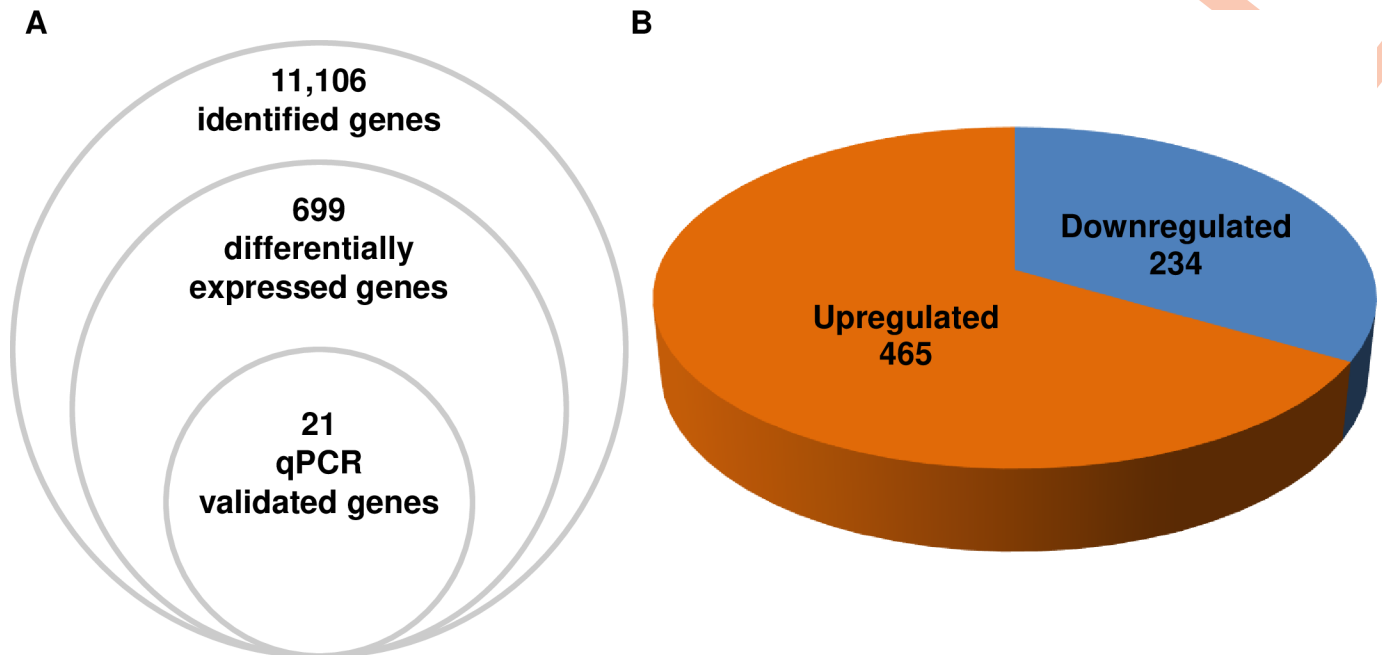 A
11,106
identified genes
699
differentially
expressed genes
21
qPCR
validated genes
B
Downregulated
234
Upregulated
465